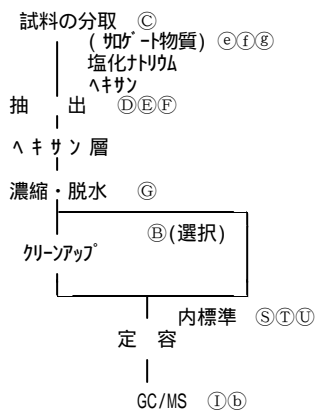 試料の分取 Ⓒ
( ｻﾛｹﾞｰﾄ物質) ⓔⓕⓖ
塩化ﾅﾄﾘｳﾑ
ﾍｷｻﾝ
抽 出 ⒹⒺⒻ
ヘキサン層
濃縮・脱水 Ⓖ
Ⓑ(選択)
ｸﾘｰﾝｱｯﾌﾟ
内標準 ⓈⓉⓊ
定 容
GC/MS Ⓘⓑ